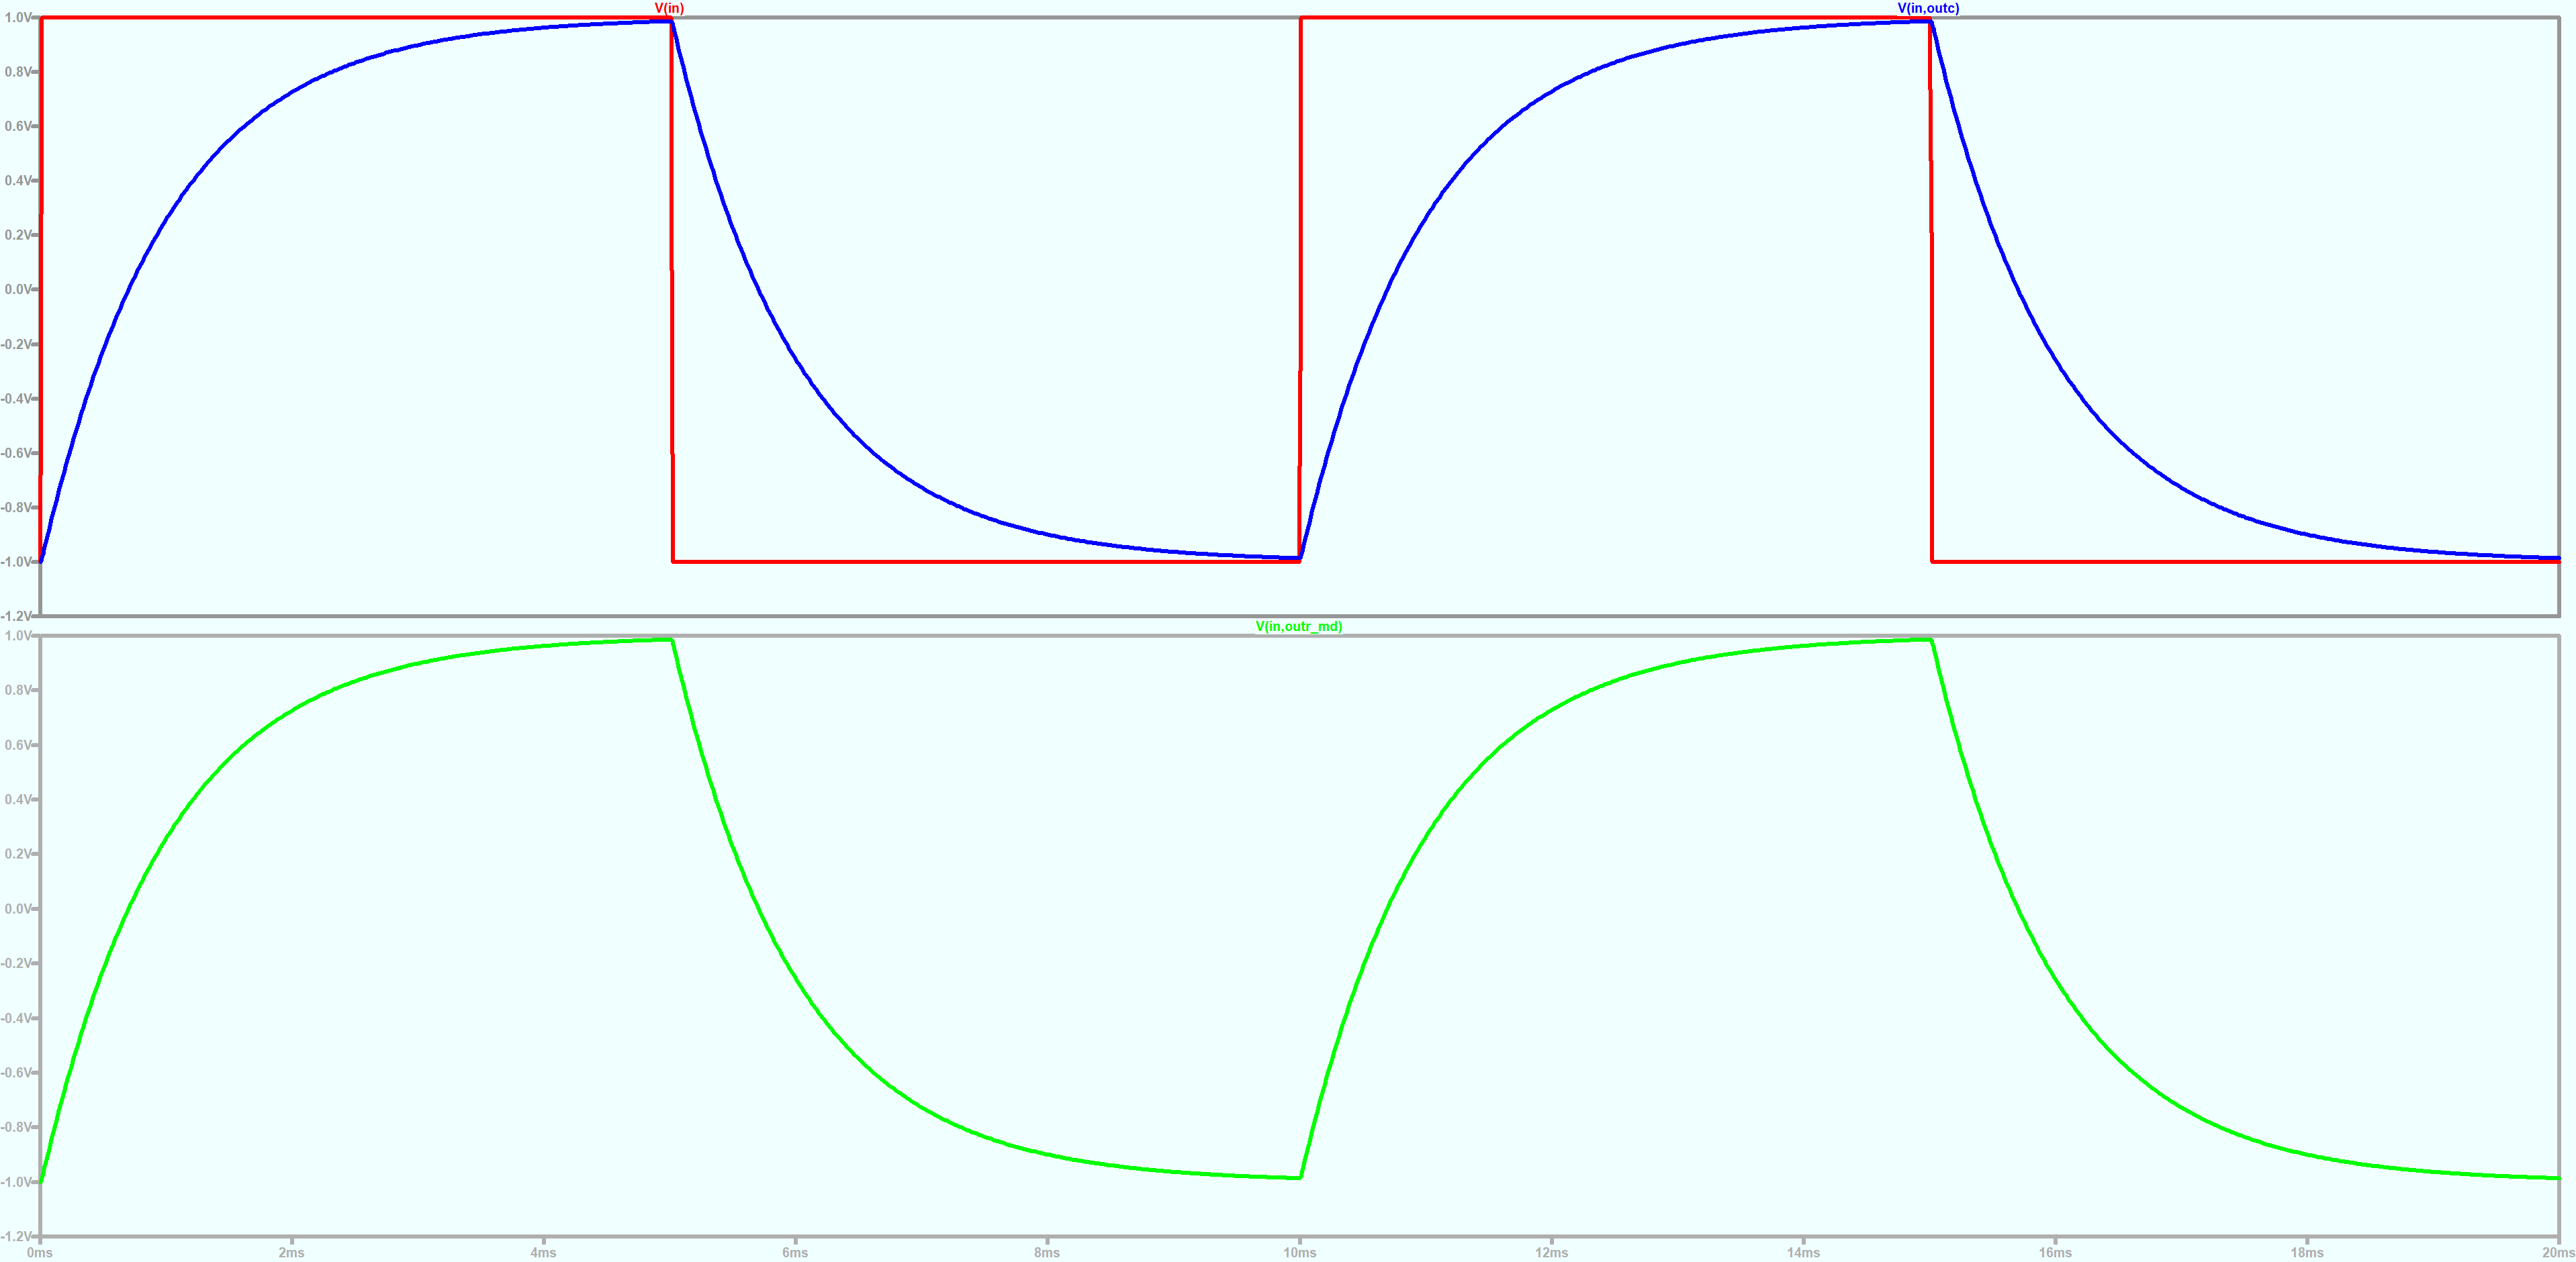 V(in) V(in,outc)
1.0V
0.8V
0.6V
0.4V
0.2V
0.0V
-0.2V
-0.4V
-0.6V
-0.8V
-1.0V
-1.2V
V(in,outr_md)
1.0V
0.8V
0.6V
0.4V
0.2V
0.0V
-0.2V
-0.4V
-0.6V
-0.8V
-1.0V
-1.2V
0ms 2ms 4ms 6ms 8ms 10ms 12ms 14ms 16ms 18ms 20ms